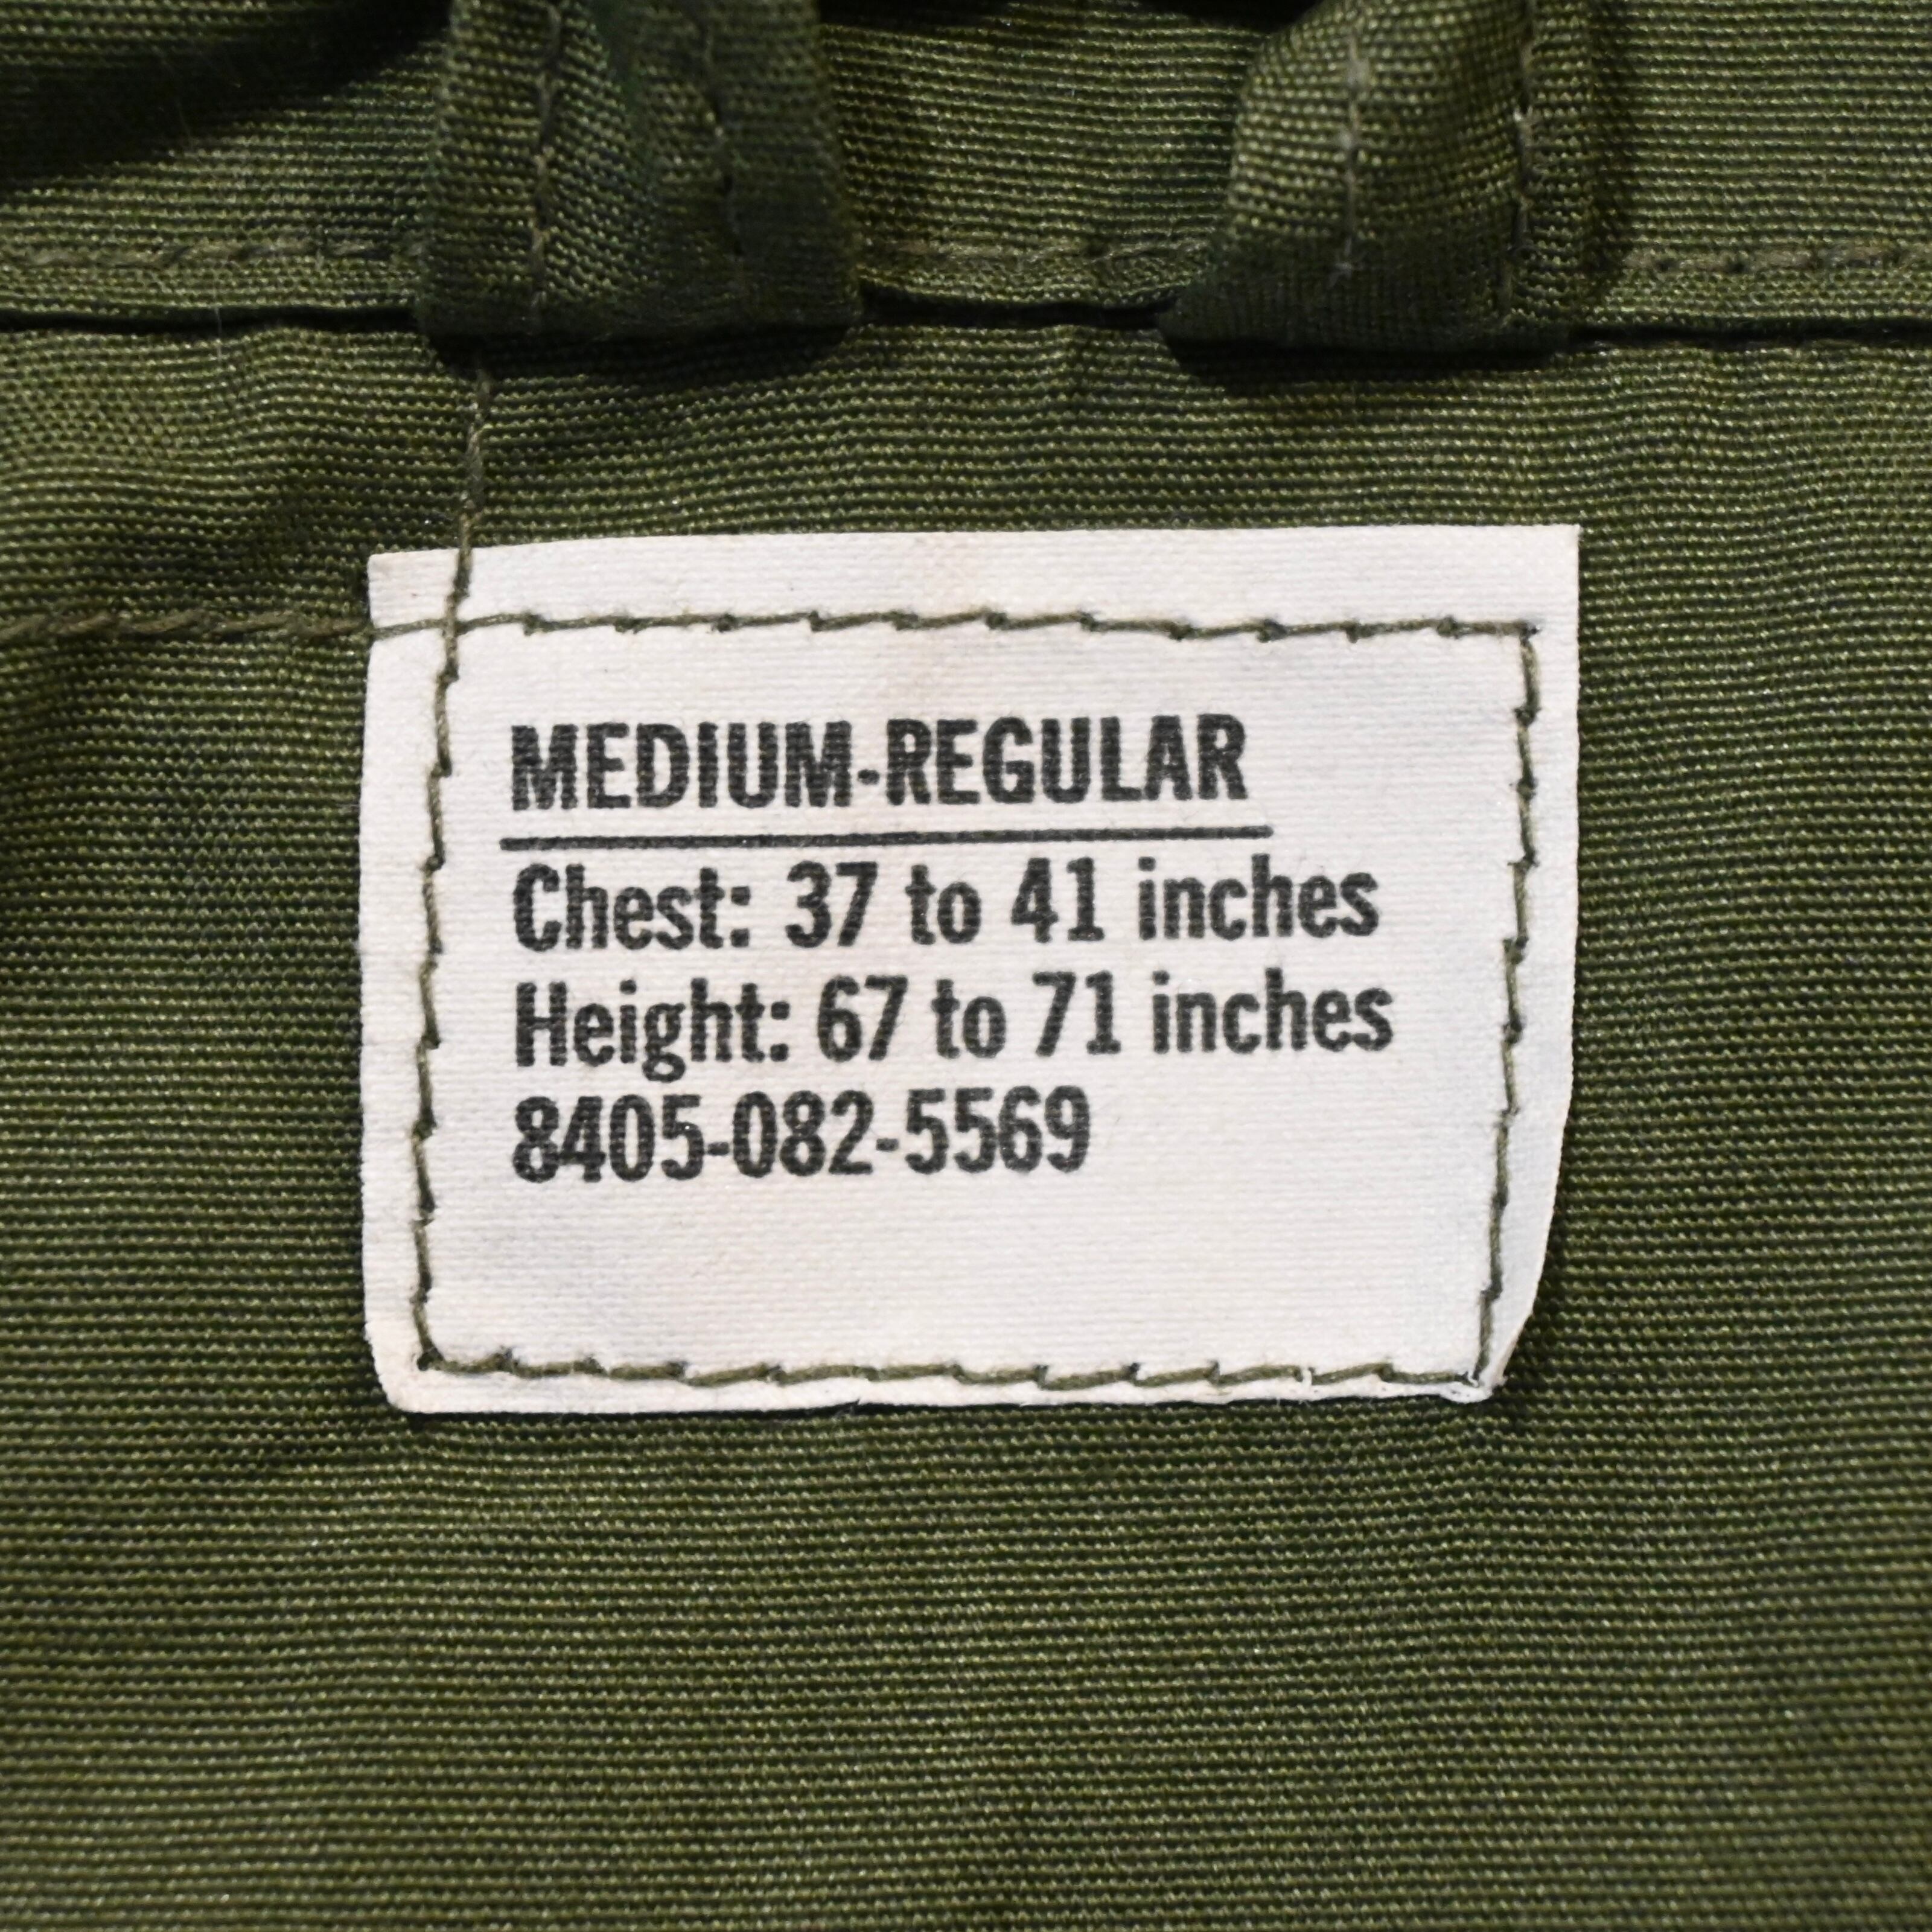 MEDIUM-REGULAR
Chest: 37 to 41 inches
Height: 67 to 71 inches
8405-082-5569